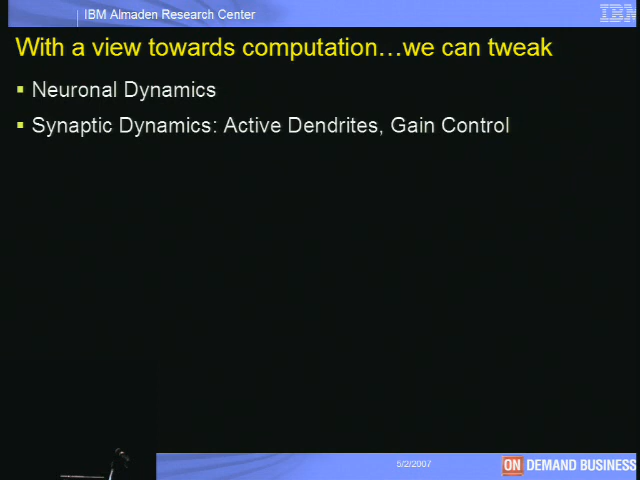 IBM Almaden Research Center
IBM
With a view towards computation…we can tweak
Neuronal Dynamics
Synaptic Dynamics: Active Dendrites, Gain Control
5/2/2007
ON DEMAND BUSINESS